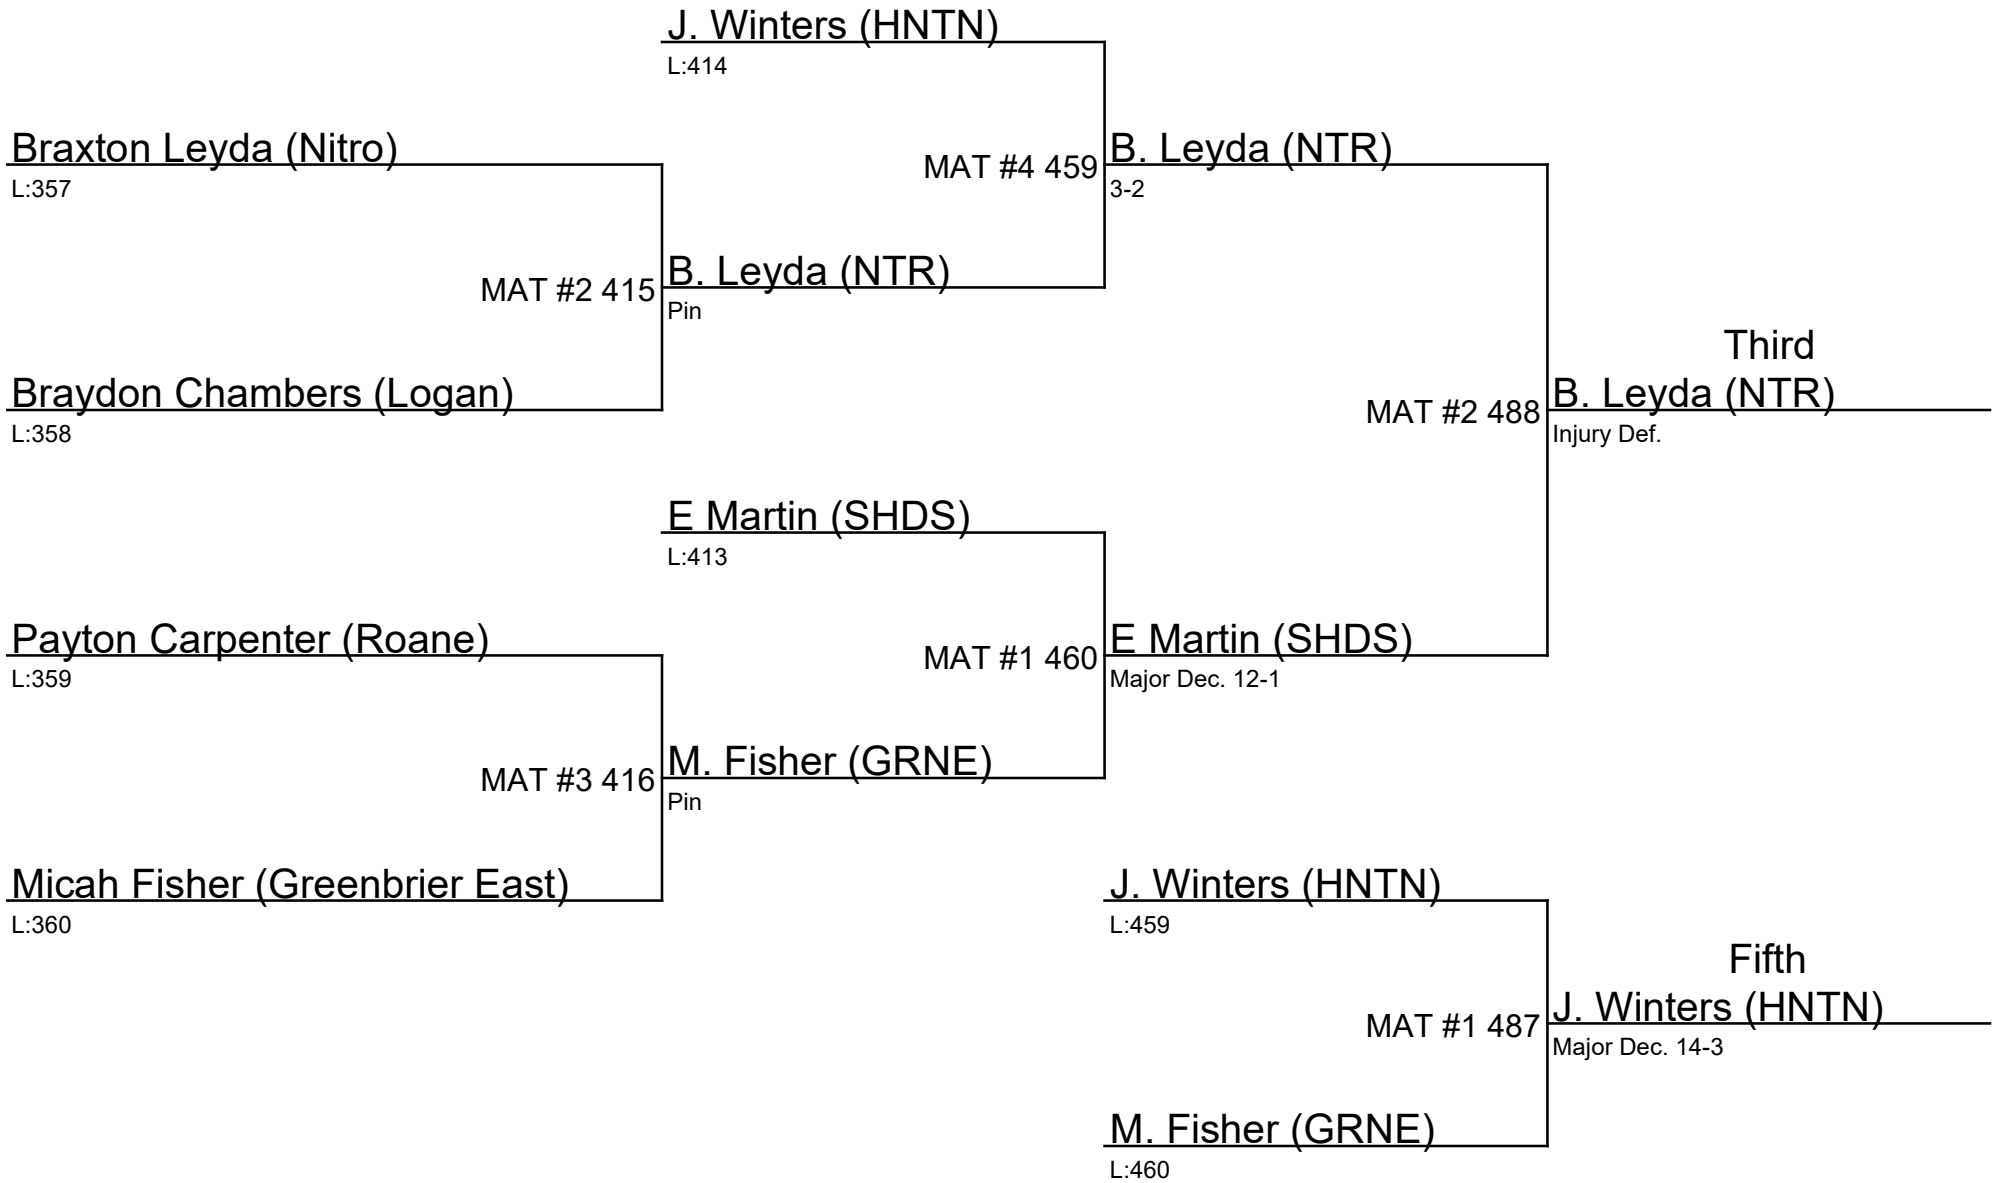 J. Winters (HNTN)
L:414
Braxton Leyda (Nitro)
L:357
MAT #4 459
B. Leyda (NTR)
3-2
MAT #2 415
B. Leyda (NTR)
Pin
Braydon Chambers (Logan)
L:358
Third
MAT #2 488
B. Leyda (NTR)
Injury Def.
E Martin (SHDS)
L:413
Payton Carpenter (Roane)
L:359
MAT #1 460
E Martin (SHDS)
Major Dec. 12-1
MAT #3 416
M. Fisher (GRNE)
Pin
Micah Fisher (Greenbrier East)
L:360
J. Winters (HNTN)
L:459
Fifth
MAT #1 487
J. Winters (HNTN)
Major Dec. 14-3
M. Fisher (GRNE)
L:460